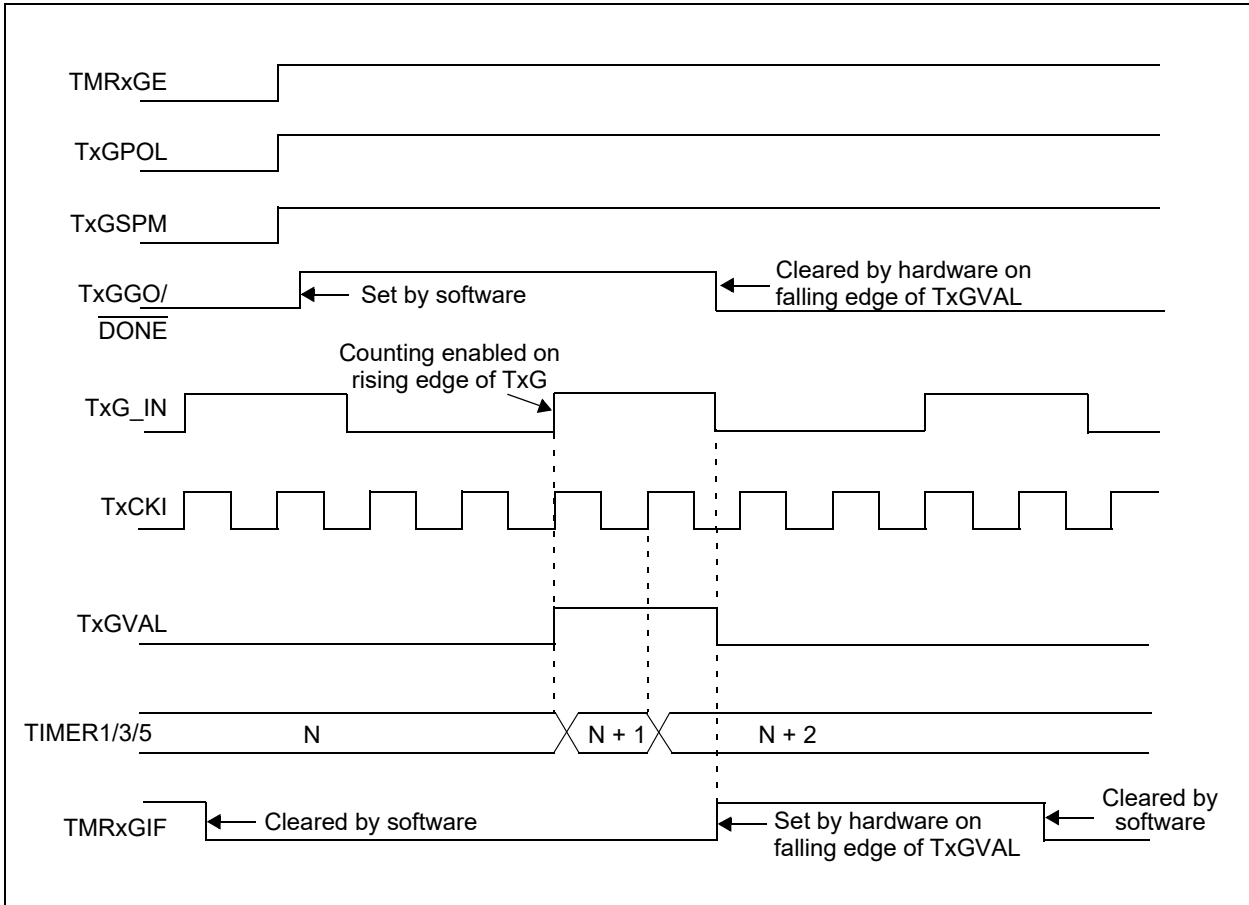 TMRxGE
TxGPOL
TxGSPM
TxGGO/
DONE
Set by software
Cleared by hardware on
falling edge of TxGVAL
Counting enabled on
rising edge of TxG
TxG_IN
TxCKI
TxGVAL
TIMER1/3/5
N
N + 1
N + 2
TMRxGIF
Cleared by software
Set by hardware on
falling edge of TxGVAL
Cleared by
software